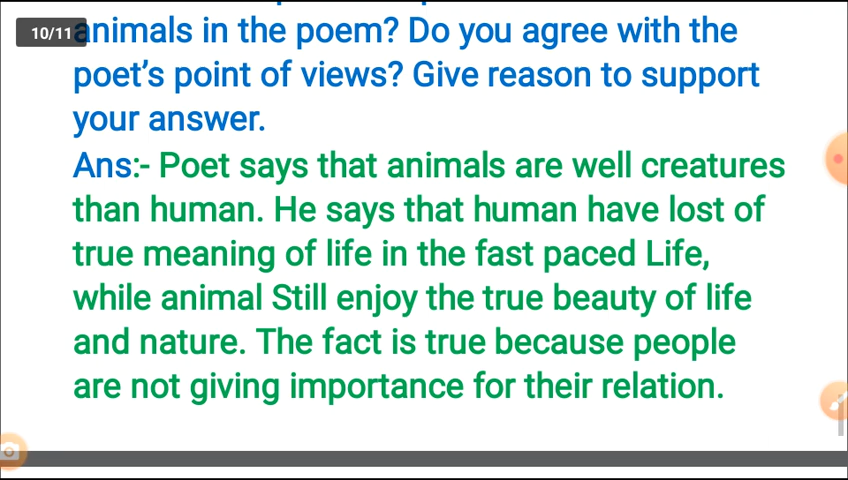 10/11
animals in the poem? Do you agree with the
poet's point of views? Give reason to support
your answer.
Ans:- Poet says that animals are well creatures
than human. He says that human have lost of
true meaning of life in the fast paced Life,
while animal Still enjoy the true beauty of life
and nature. The fact is true because people
are not giving importance for their relation.